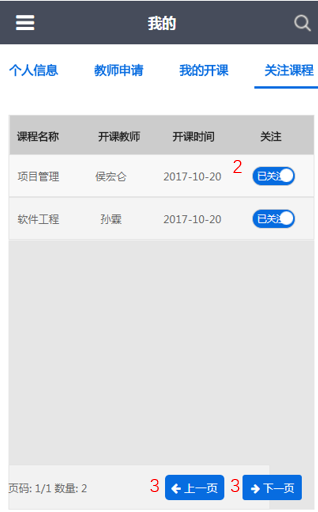 我的
个人信息 教师申请 我的开课 关注课程
课程名称 开课教师 开课时间 关注
2
项目管理 侯宏仑 2017-10-20 已关注
软件工程 孙霖 2017-10-20 已关注
页码: 1/1 数量: 2 3 上一页 3 下一页